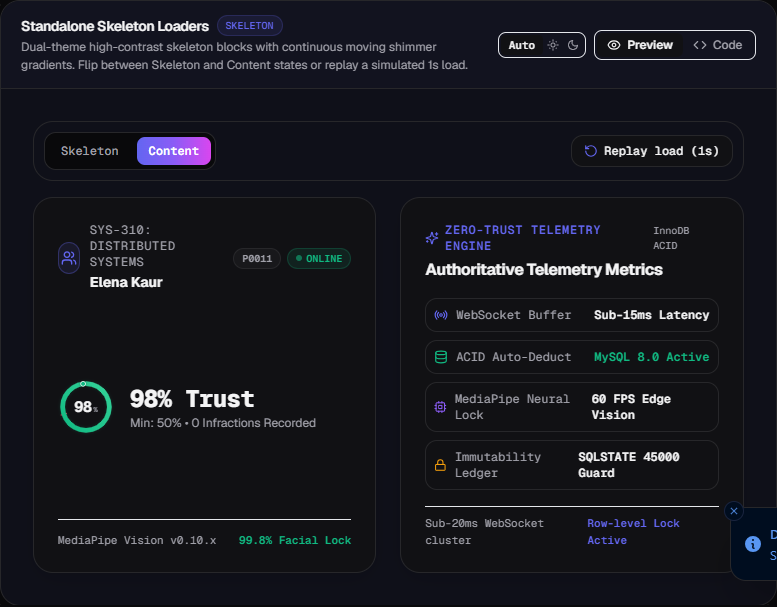 Standalone Skeleton Loaders SKELETON
Dual-theme high-contrast skeleton blocks with continuous moving shimmer
gradients. Flip between Skeleton and Content states or replay a simulated 1s load.
Auto
Preview
Code
Skeleton
Content
Replay load (1s)
SYS-310:
DISTRIBUTED
SYSTEMS
Elena Kaur
P0011
ONLINE
98%
98% Trust
Min: 50% • 0 Infractions Recorded
MediaPipe Vision v0.10.x
99.8% Facial Lock
ZERO-TRUST TELEMETRY
ENGINE
InnoDB
ACID
Authoritative Telemetry Metrics
WebSocket Buffer
Sub-15ms Latency
ACID Auto-Deduct
MySQL 8.0 Active
MediaPipe Neural
Lock
60 FPS Edge
Vision
Immutability
Ledger
SQLSTATE 45000
Guard
Sub-20ms WebSocket
cluster
Row-level Lock
Active